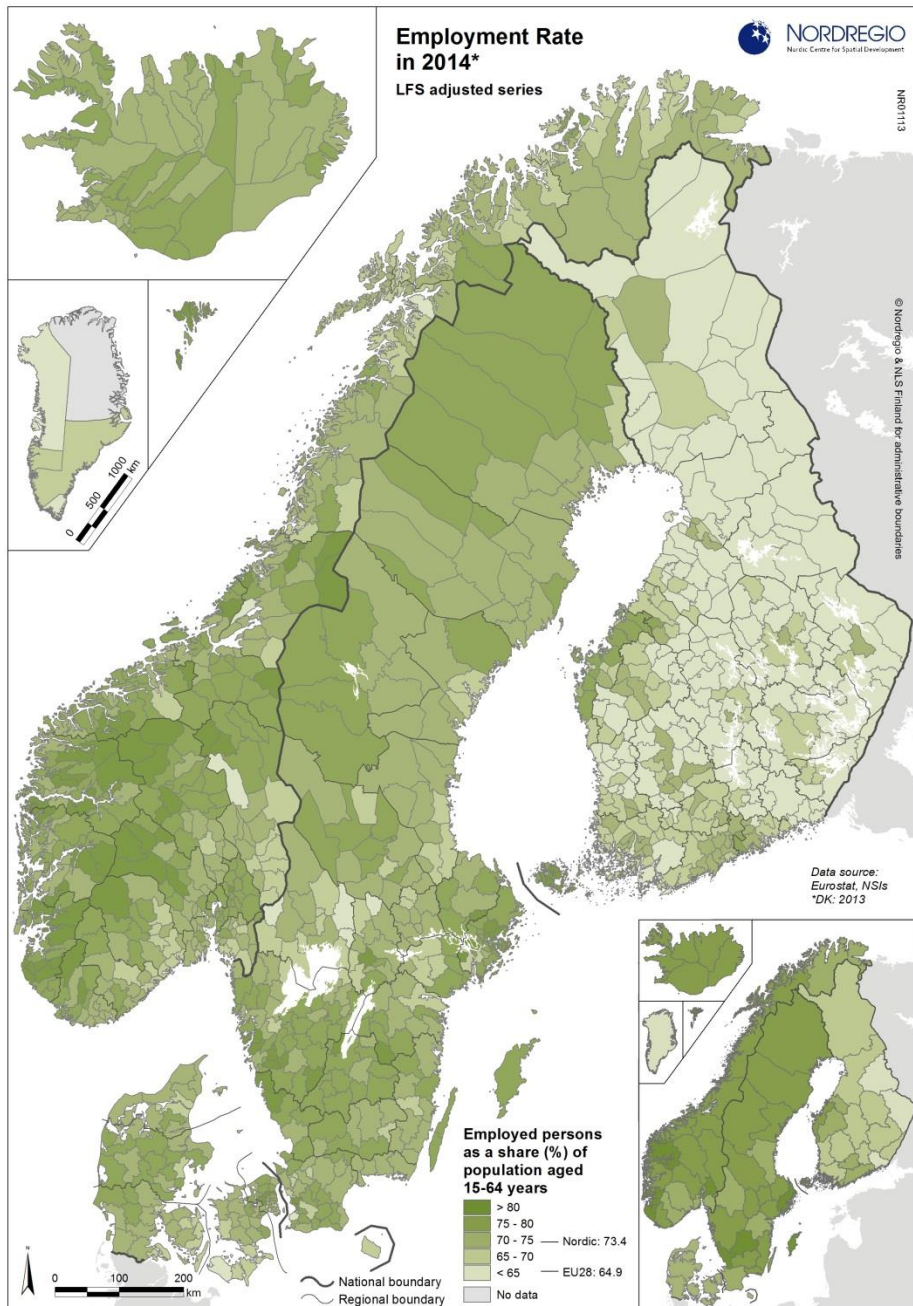 Employment Rate
in 2014*
LFS adjusted series
NORDREGIO
Nordic Centre for Spatial Development
NR01113
© Nordregio & NLS Finland for administrative boundaries
0 500 1000
km
Data source:
Eurostat, NSIs
*DK: 2013
Employed persons
as a share (%) of
population aged
15-64 years
> 80
75 - 80
70 - 75
Nordic: 73.4
65 - 70
< 65
EU28: 64.9
No data
N
0 100 200
km
National boundary
Regional boundary